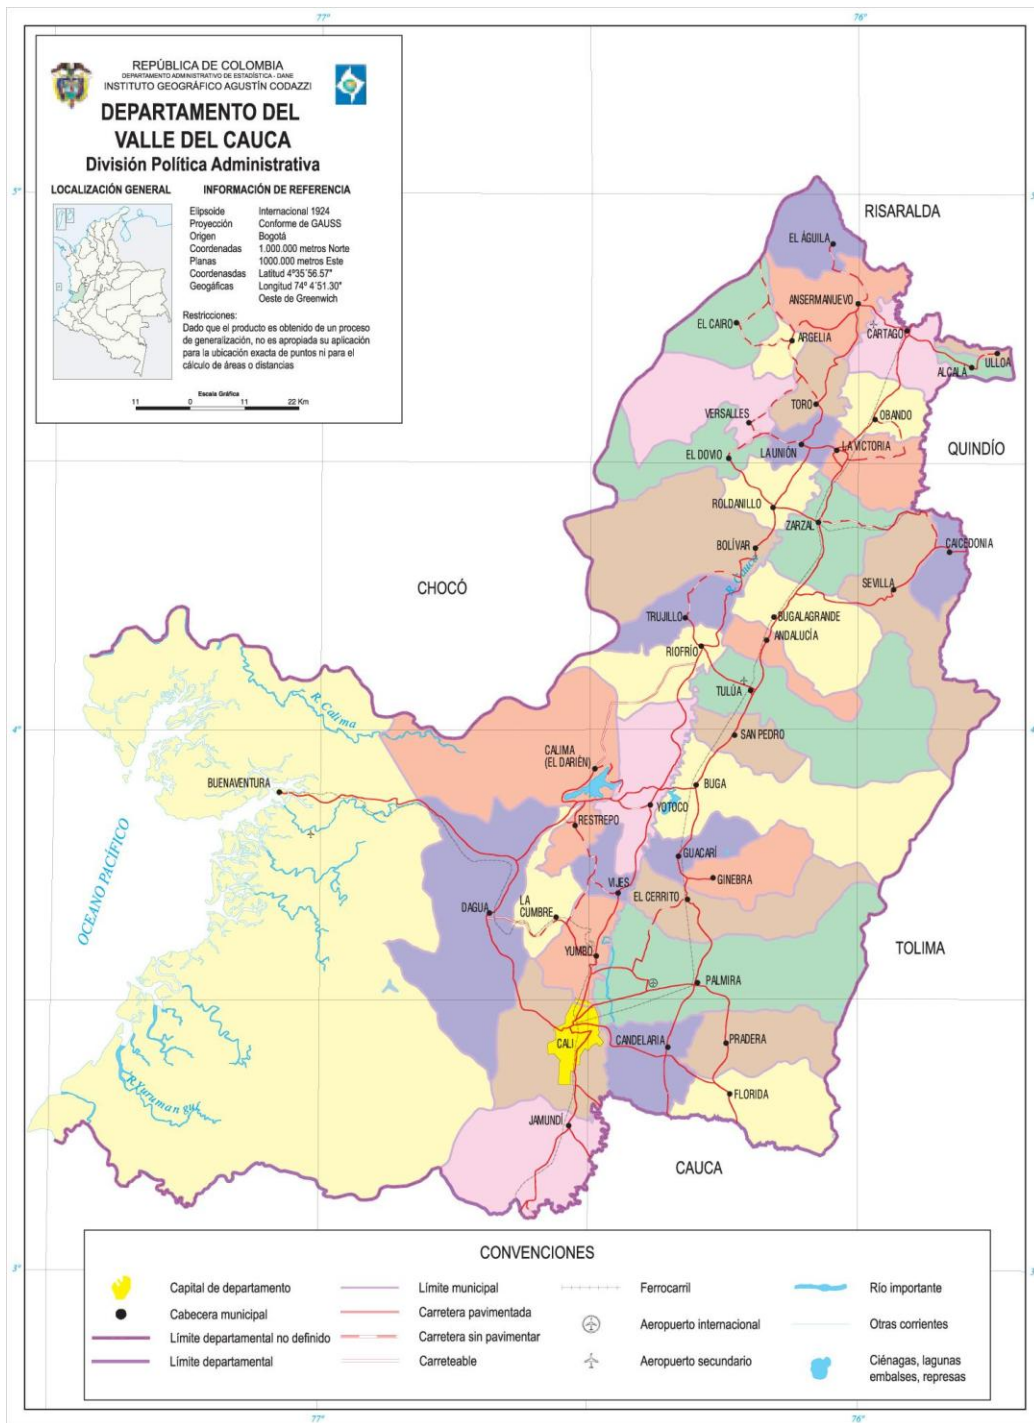 77°
76°
REPÚBLICA DE COLOMBIA
DEPARTAMENTO ADMINISTRATIVO DE ESTADÍSTICA - DANE
INSTITUTO GEOGRÁFICO AGUSTÍN CODAZZI
DEPARTAMENTO DEL
VALLE DEL CAUCA
División Política Administrativa
LOCALIZACIÓN GENERAL
INFORMACIÓN DE REFERENCIA
Elipsoide Internacional 1924
Proyección Conforme de GAUSS
Origen Bogotá
Coordenadas 1.000.000 metros Norte
Planas 1000.000 metros Este
Coordenasdas Latitud 4°35´56.57"
Geográficas Longitud 74° 4´51.30"
Oeste de Greenwich
Restricciones:
Dado que el producto es obtenido de un proceso
de generalización, no es apropiada su aplicación
para la ubicación exacta de puntos ni para el
cálculo de áreas o distancias
Escala Gráfica
11 0 11 22 Km
5°
RISARALDA
EL ÁGUILA
ANSERMANUEVO
EL CAIRO
ARGELIA
CARTAGO
ULLOA
ALCALÁ
TORO
VERSALLES
OBANDO
LA UNIÓN
LA VICTORIA
QUINDÍO
EL DOVIO
ROLDANILLO
ZARZAL
BOLÍVAR
CAICEDONIA
R. Cauca
SEVILLA
CHOCÓ
TRUJILLO
BUGALAGRANDE
ANDALUCÍA
RIOFRÍO
TULÚA
R. Calima
4°
SAN PEDRO
CALIMA
(EL DARIÉN)
BUENAVENTURA
BUGA
YOTOCO
RESTREPO
OCEANO PACÍFICO
GUACARÍ
GINEBRA
VIJES
EL CERRITO
DAGUA
LA
CUMBRE
TOLIMA
YUMBO
PALMIRA
CALI
CANDELARIA
PRADERA
R.Yurumanguí
FLORIDA
JAMUNDÍ
CAUCA
3°
CONVENCIONES
Capital de departamento
Cabecera municipal
Límite departamental no definido
Límite departamental
Límite municipal
Carretera pavimentada
Carretera sin pavimentar
Carreteable
Ferrocarril
Aeropuerto internacional
Aeropuerto secundario
Río importante
Otras corrientes
Ciénagas, lagunas
embalses, represas
77°
76°